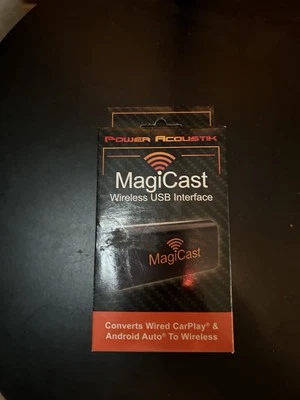 Power Acoustik
MagiCast
Wireless USB Interface
MagiCast
Converts Wired CarPlay® &
Android Auto® To Wireless